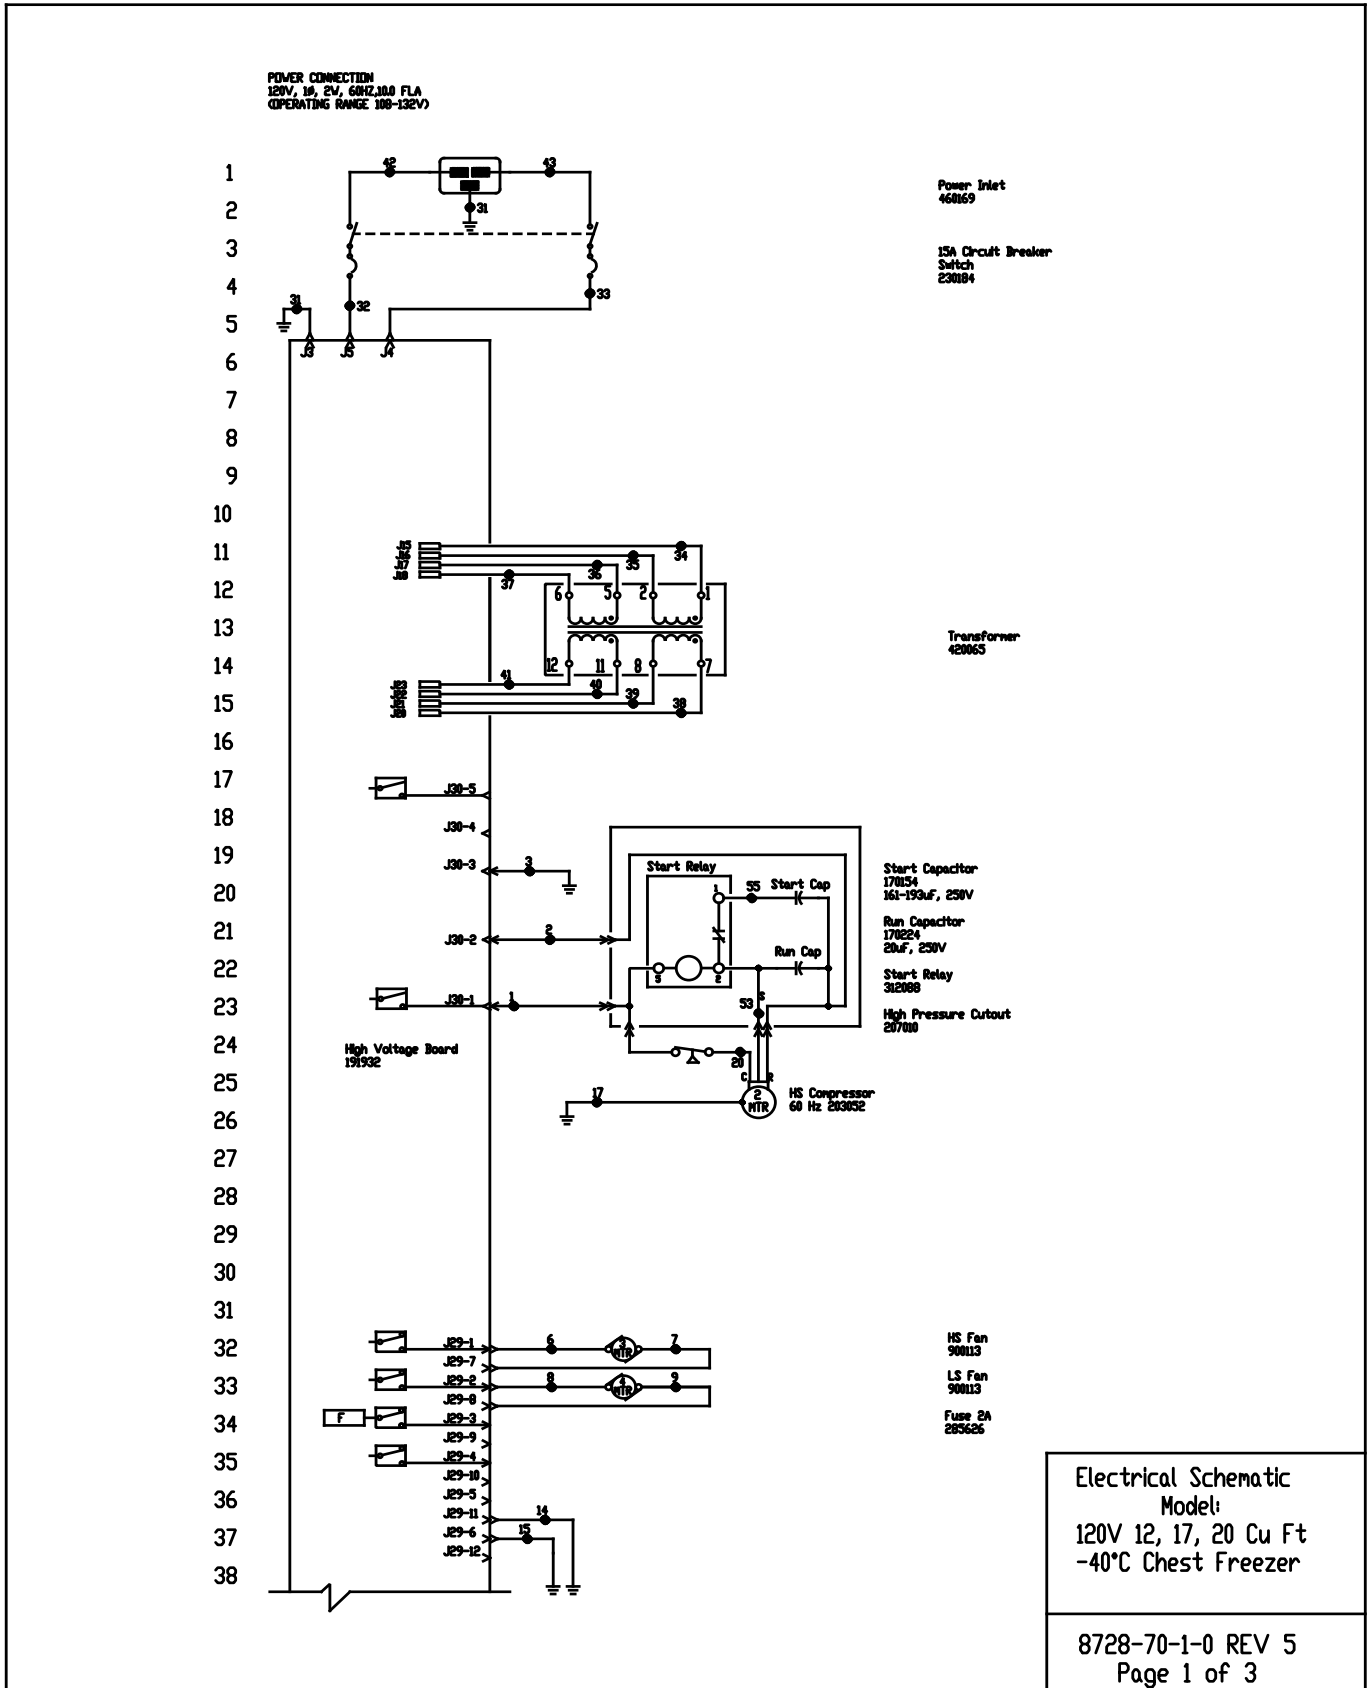 POWER CONNECTION
120V, 1ø, 2W, 60HZ,10.0 FLA
(OPERATING RANGE 108-132V)
1
42
43
Power Inlet
460169
2
31
3
15A Circuit Breaker
Switch
230184
4
33
31
32
5
J3
J5
J4
6
7
8
9
10
11
J15
J16
J17
J18
34
35
36
37
12
6
5
2
1
13
Transformer
420065
14
12
11
8
7
15
J23
J22
J21
J20
41
40
39
38
16
17
J30-5
18
J30-4
19
J30-3
3
Start Relay
Start Capacitor
170154
161-193uF, 250V
20
1
55
Start Cap
21
J30-2
2
Run Capacitor
170224
20uF, 250V
22
Run Cap
S
2
Start Relay
312088
23
J30-1
1
53
S
High Pressure Cutout
207010
24
High Voltage Board
191932
20
25
C
R
17
2
MTR
HS Compressor
60 Hz 203052
26
27
28
29
30
31
32
J29-1
6
3
MTR
7
HS Fan
900113
J29-7
33
J29-2
8
4
MTR
9
LS Fan
900113
J29-8
34
F
J29-3
Fuse 2A
285626
J29-9
35
J29-4
J29-10
36
J29-5
J29-11
14
37
J29-6
15
J29-12
38
Electrical Schematic
Model:
120V 12, 17, 20 Cu Ft
-40°C Chest Freezer
8728-70-1-0 REV 5
Page 1 of 3